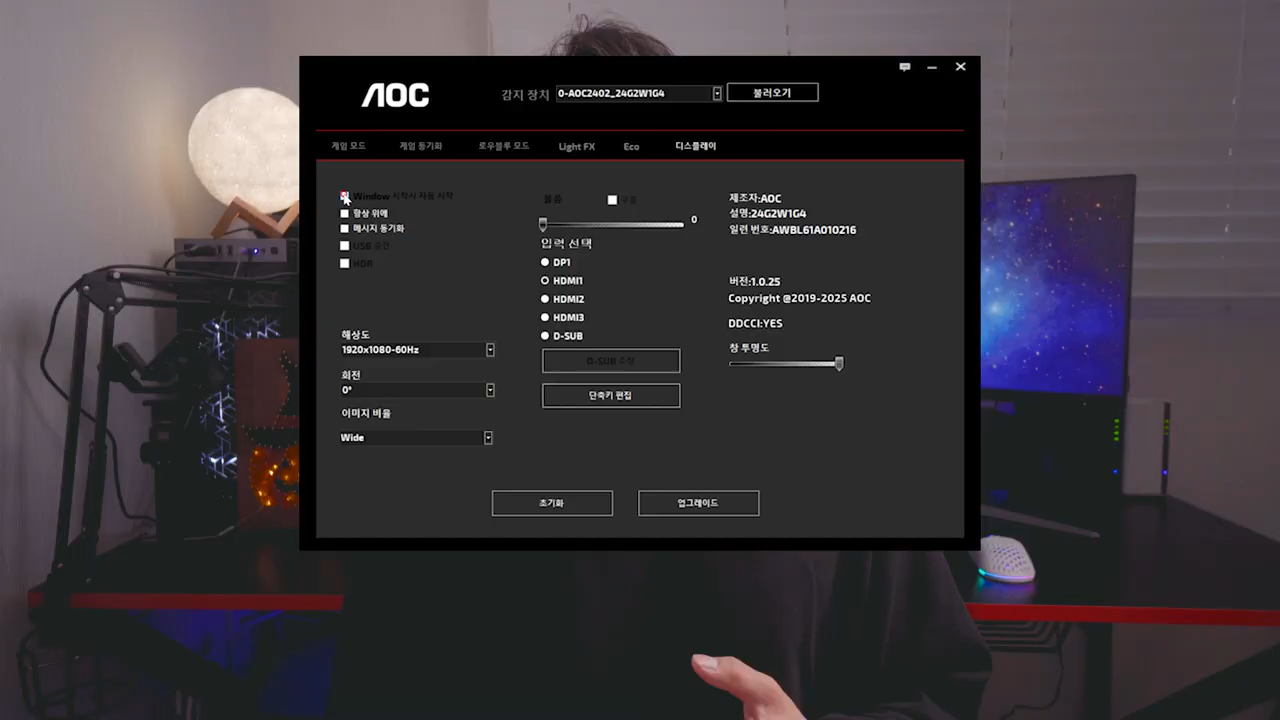 AOC
감지 장치 0-AOC2402_24G2W1G4 불러오기
게임 모드 게임 동기화 로우블루 모드 Light FX Eco 디스플레이
Window 시작시 자동 시작
항상 위에
메시지 동기화
USB 충전
HDR
해상도
1920x1080-60Hz
회전
0°
이미지 비율
Wide
볼륨
0
입력 선택
DP1
HDMI1
HDMI2
HDMI3
D-SUB
D-SUB 조정
단축키 편집
제조자:AOC
설명:24G2W1G4
일련 번호:AWBL61A010216
버전:1.0.25
Copyright @2019-2025 AOC
DDCCI:YES
창 투명도
초기화 업그레이드